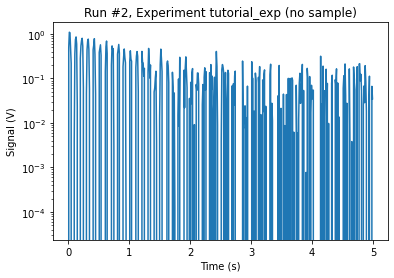 Run #2, Experiment tutorial_exp (no sample)
Signal (V)
10⁰
10⁻¹
10⁻²
10⁻³
10⁻⁴
0 1 2 3 4 5
Time (s)